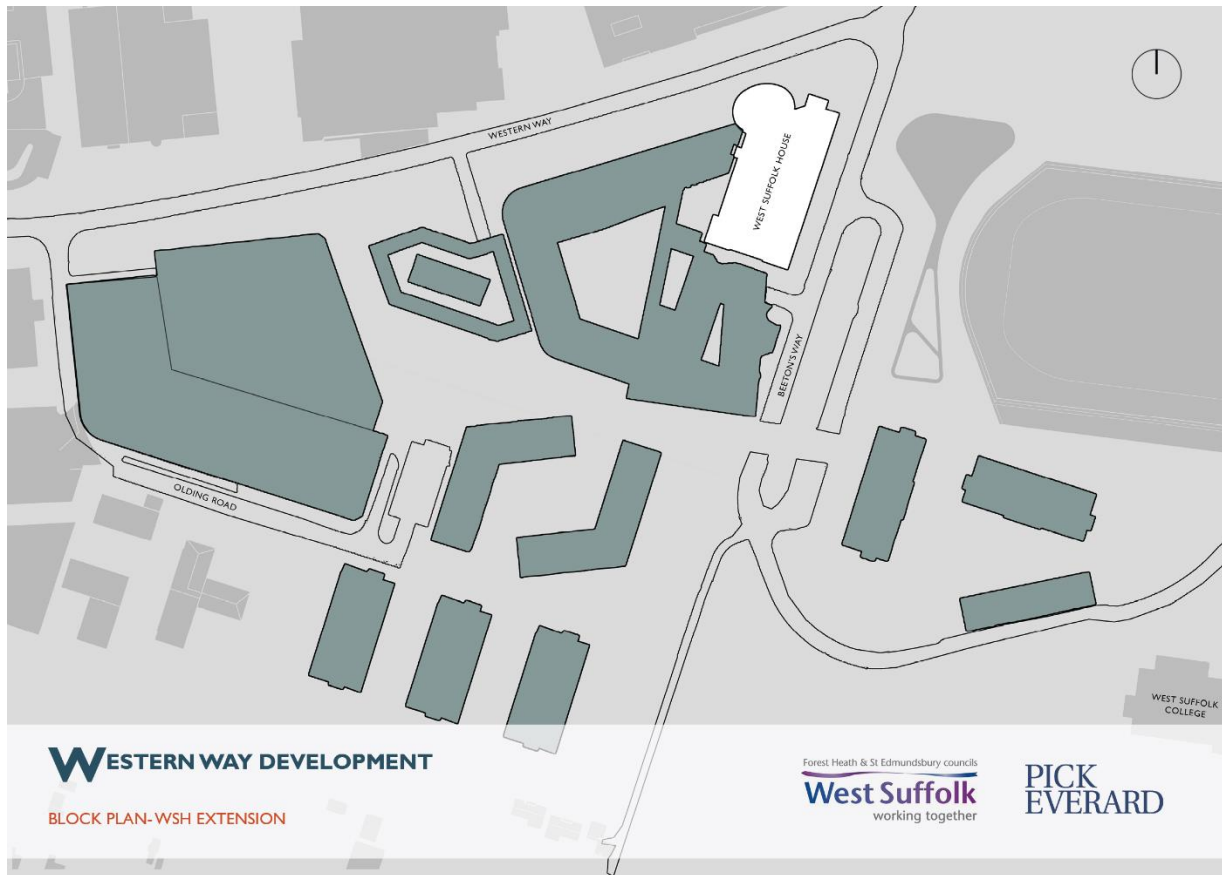 WESTERN WAY
WEST SUFFOLK HOUSE
BEETON'S WAY
OLDING ROAD
WEST SUFFOLK
COLLEGE
WESTERN WAY DEVELOPMENT
BLOCK PLAN-WSH EXTENSION
Forest Heath & St Edmundsbury councils
West Suffolk
working together
PICK
EVERARD